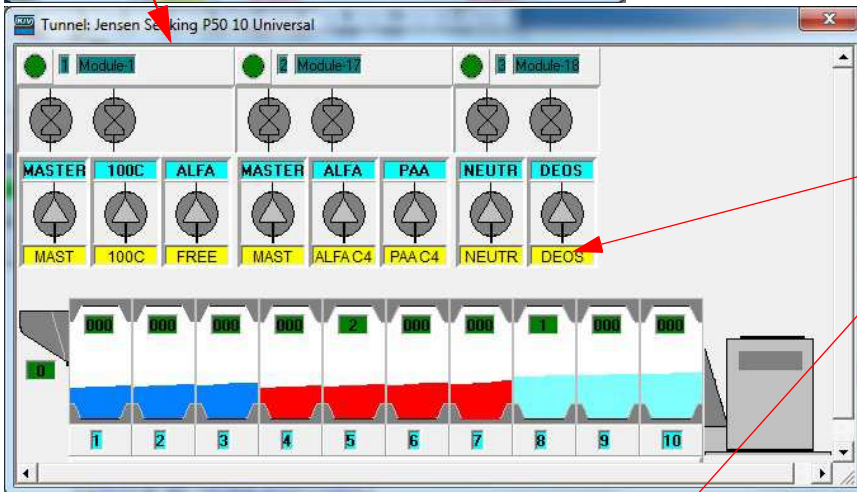 Tunnel: Jensen Senking P50 10 Universal
1 Module-1 2 Module-17 3 Module-18
MASTER 100C ALFA MASTER ALFA PAA NEUTR DEOS
MAST 100C FREE MAST ALFA C4 PAA C4 NEUTR DEOS
000 000 000 000 2 000 000 1 000 000
0
1 2 3 4 5 6 7 8 9 10